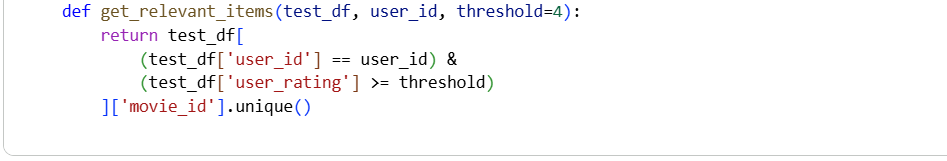 def get_relevant_items(test_df, user_id, threshold=4):
    return test_df[
        (test_df['user_id'] == user_id) &
        (test_df['user_rating'] >= threshold)
    ]['movie_id'].unique()